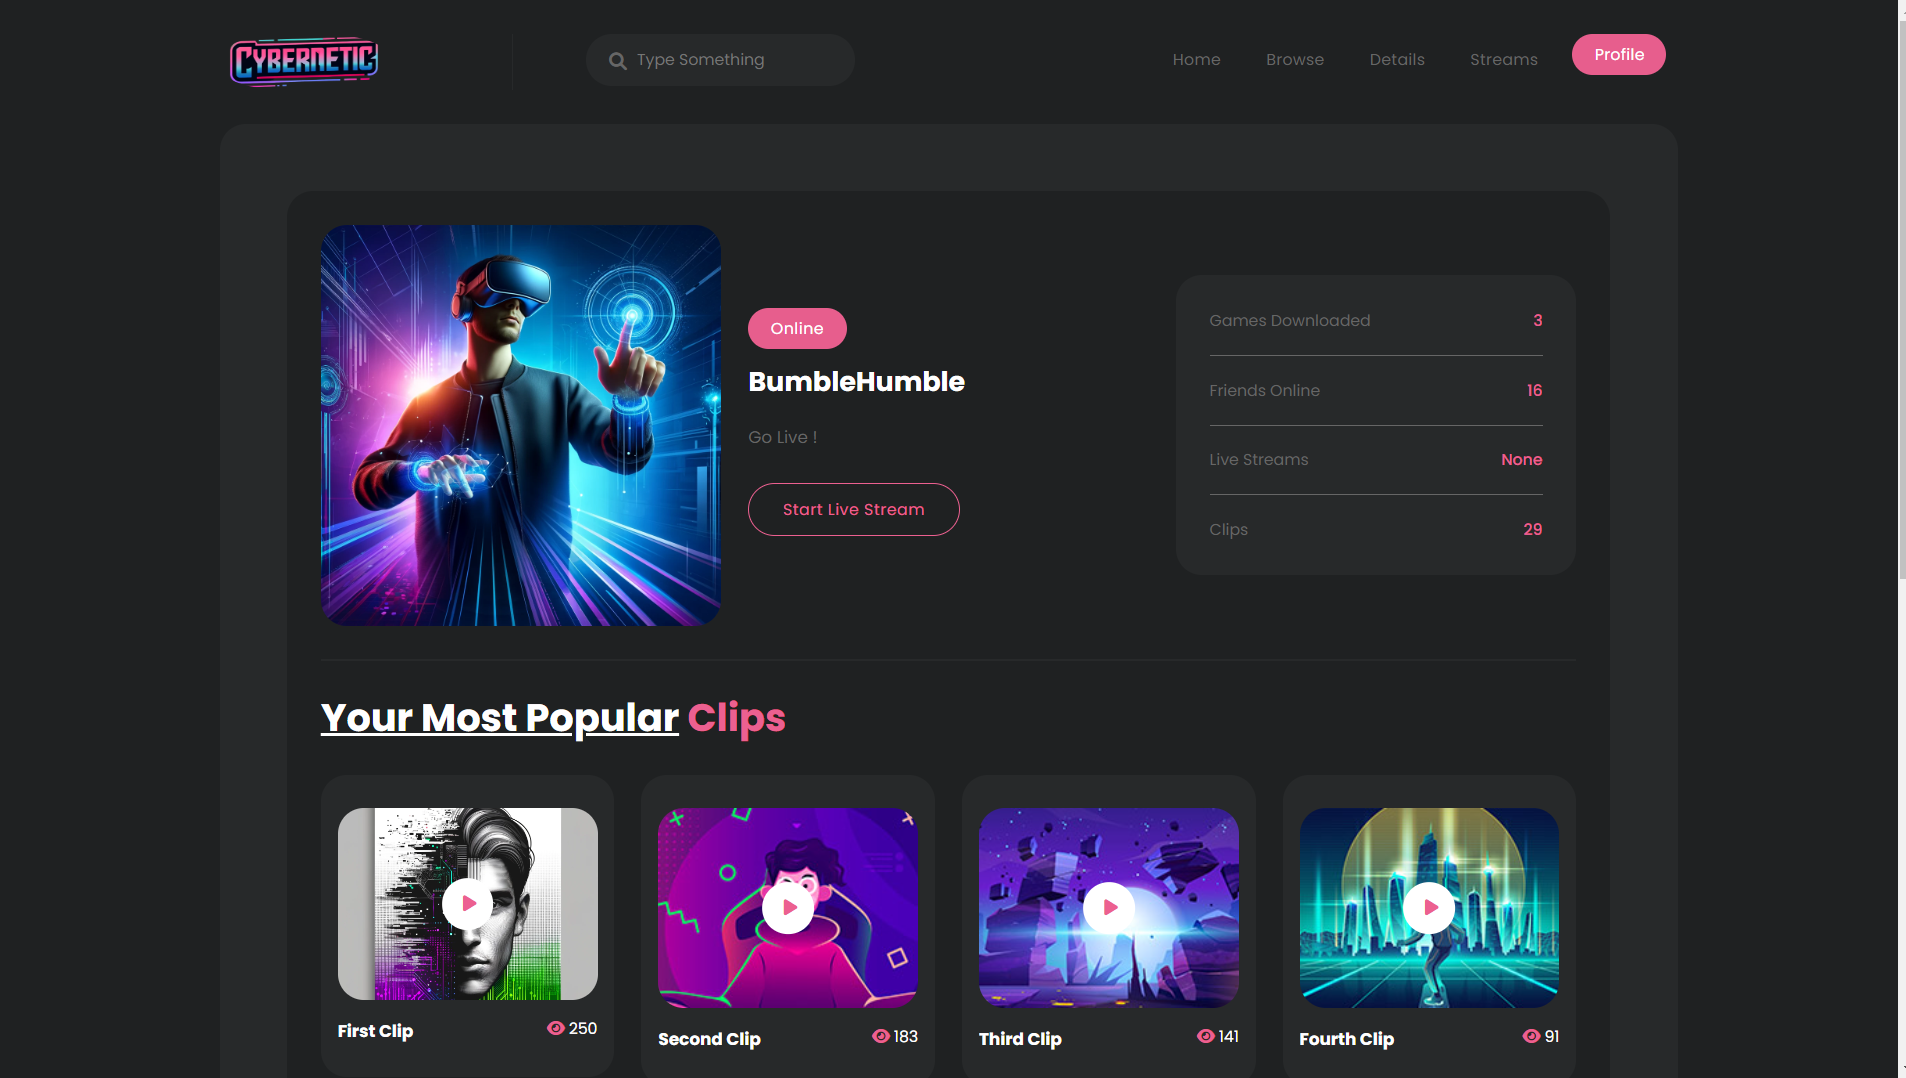 CYBERNETIC
Type Something
Home
Browse
Details
Streams
Profile
Online
BumbleHumble
Go Live !
Start Live Stream
Games Downloaded 3
Friends Online 16
Live Streams None
Clips 29
Your Most Popular Clips
First Clip 250
Second Clip 183
Third Clip 141
Fourth Clip 91